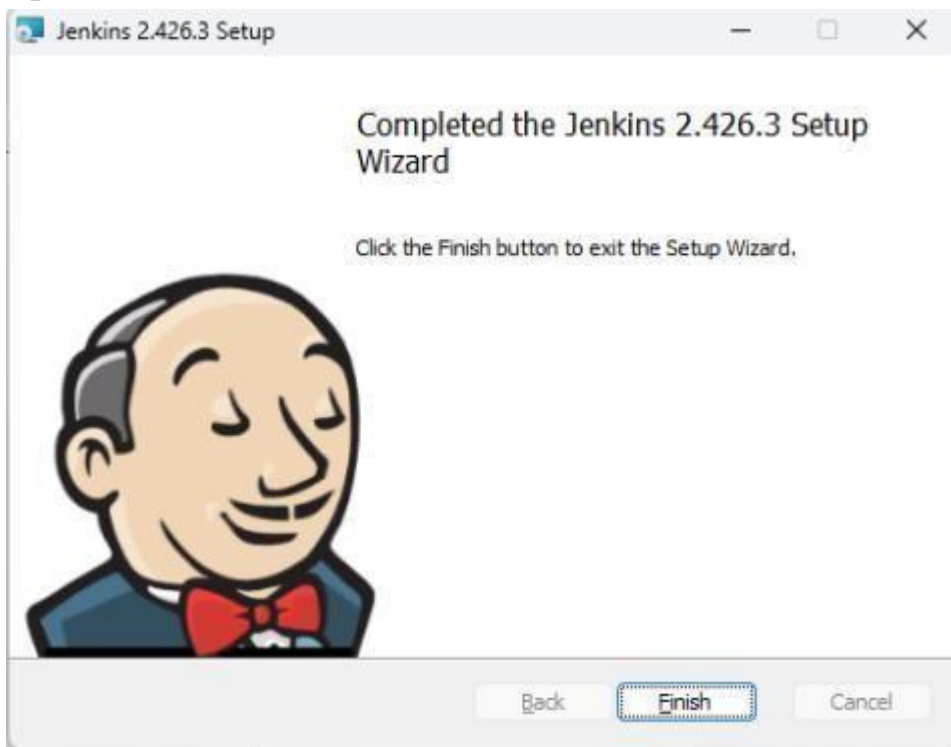 Jenkins 2.426.3 Setup
Completed the Jenkins 2.426.3 Setup
Wizard
Click the Finish button to exit the Setup Wizard.
Back Finish Cancel